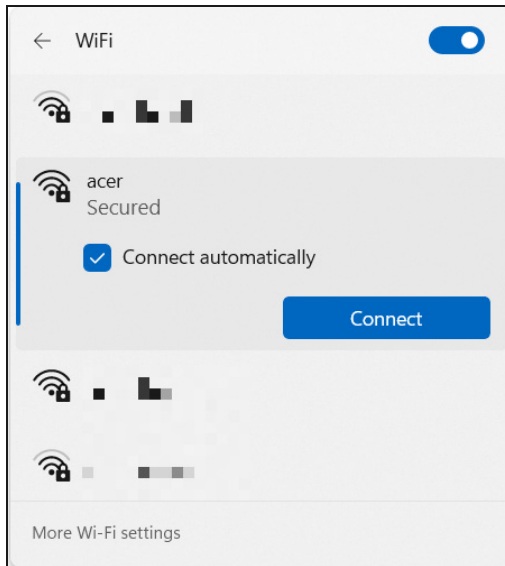 WiFi
acer
Secured
Connect automatically
Connect
More Wi-Fi settings